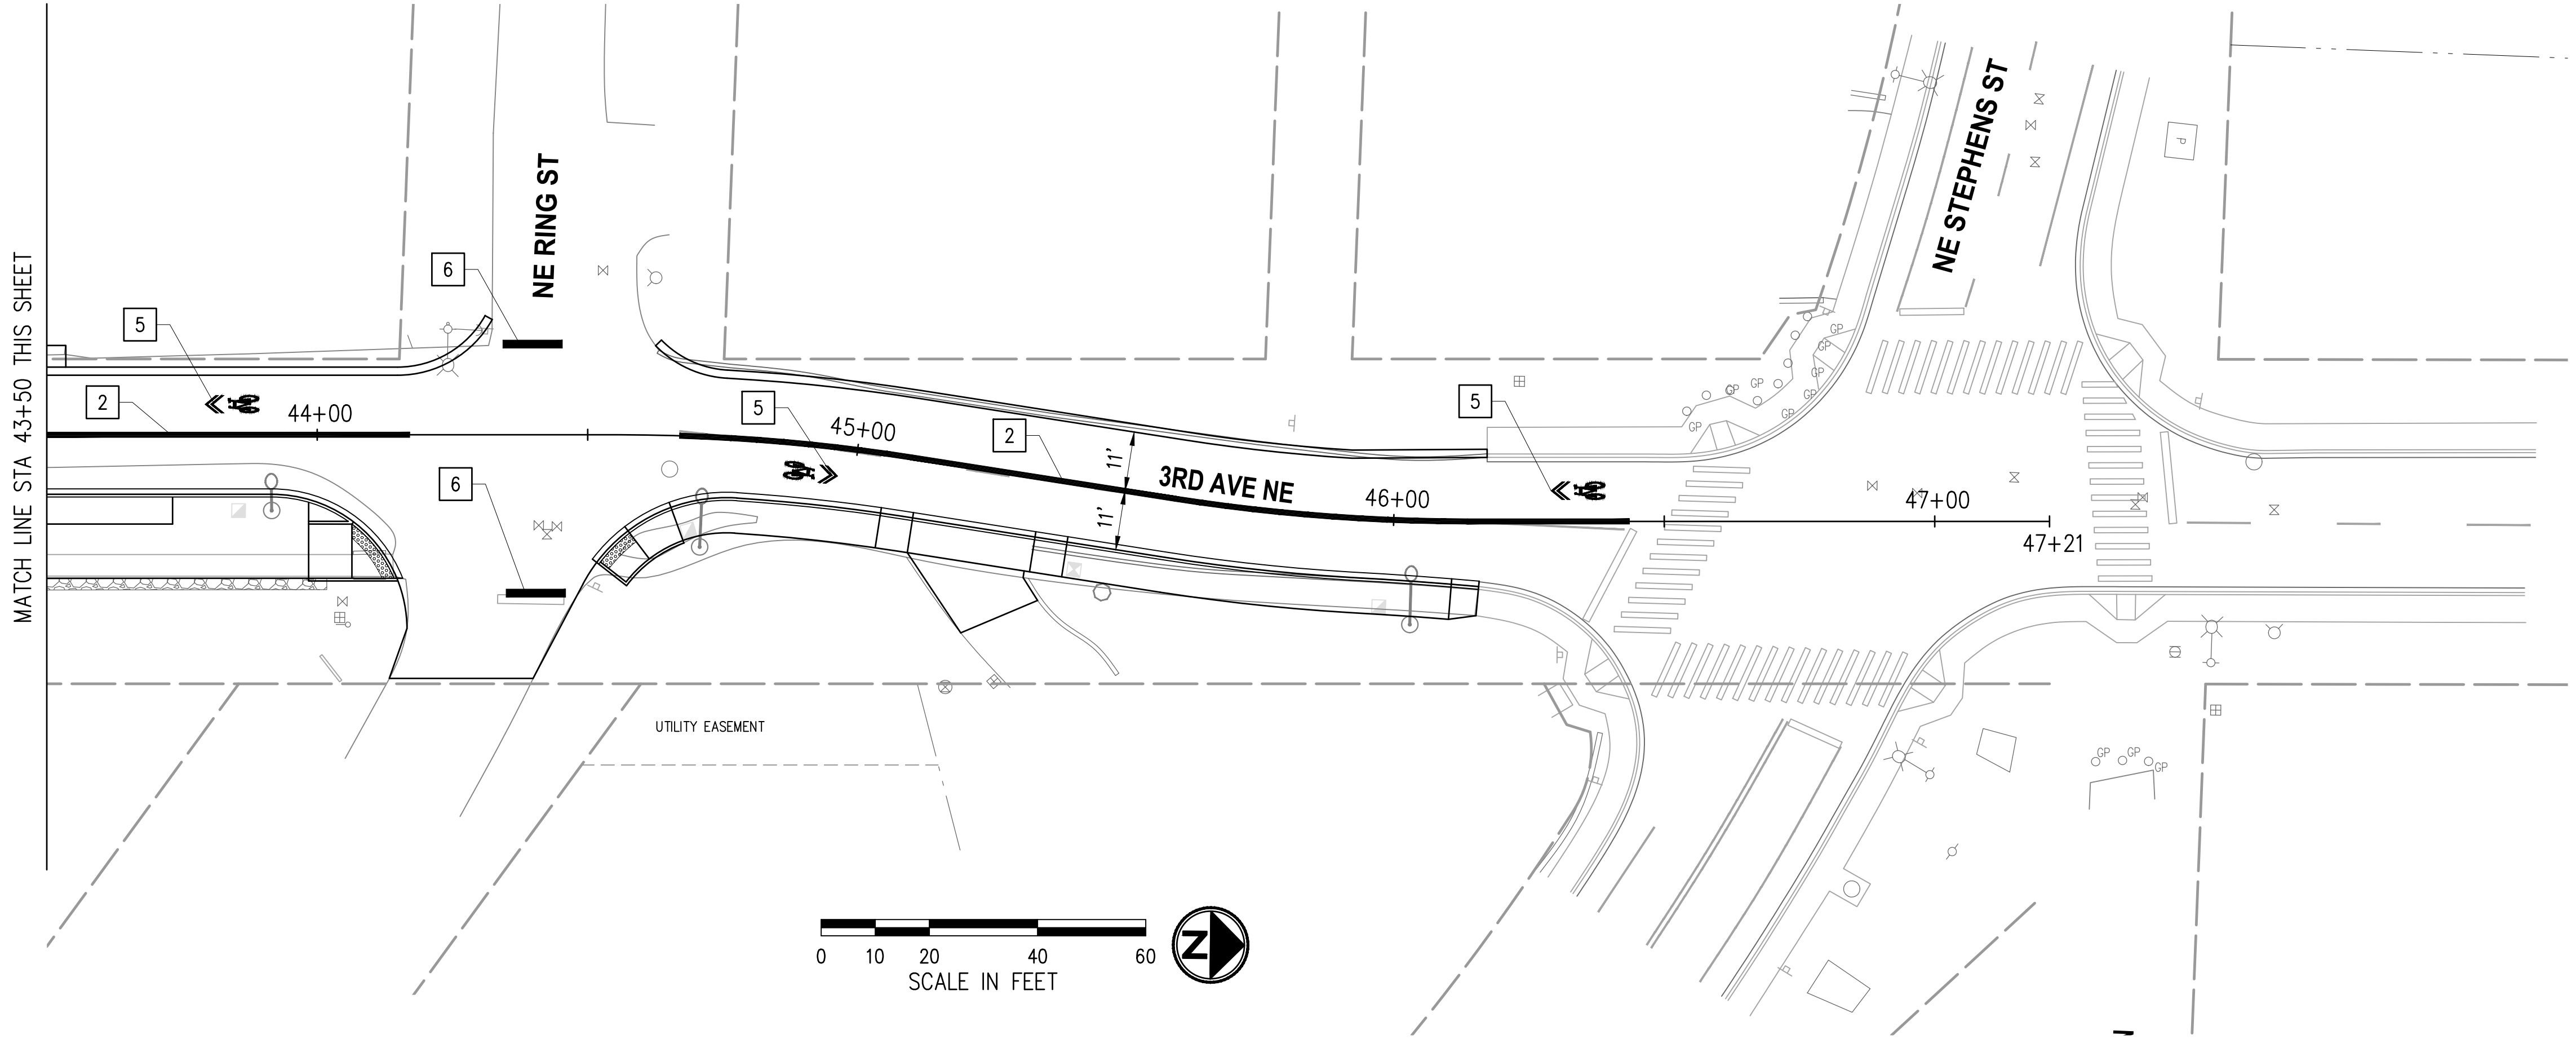 MATCH LINE STA 43+50 THIS SHEET
NE RING ST
NE STEPHENS ST
P
6
5
2
44+00
5
45+00
2
5
11'
3RD AVE NE
11'
46+00
47+00
47+21
6
GP
GP
GP
GP
GP
GP
GP
GP
UTILITY EASEMENT
GP
GP
GP
0 10 20 40 60
SCALE IN FEET
Z